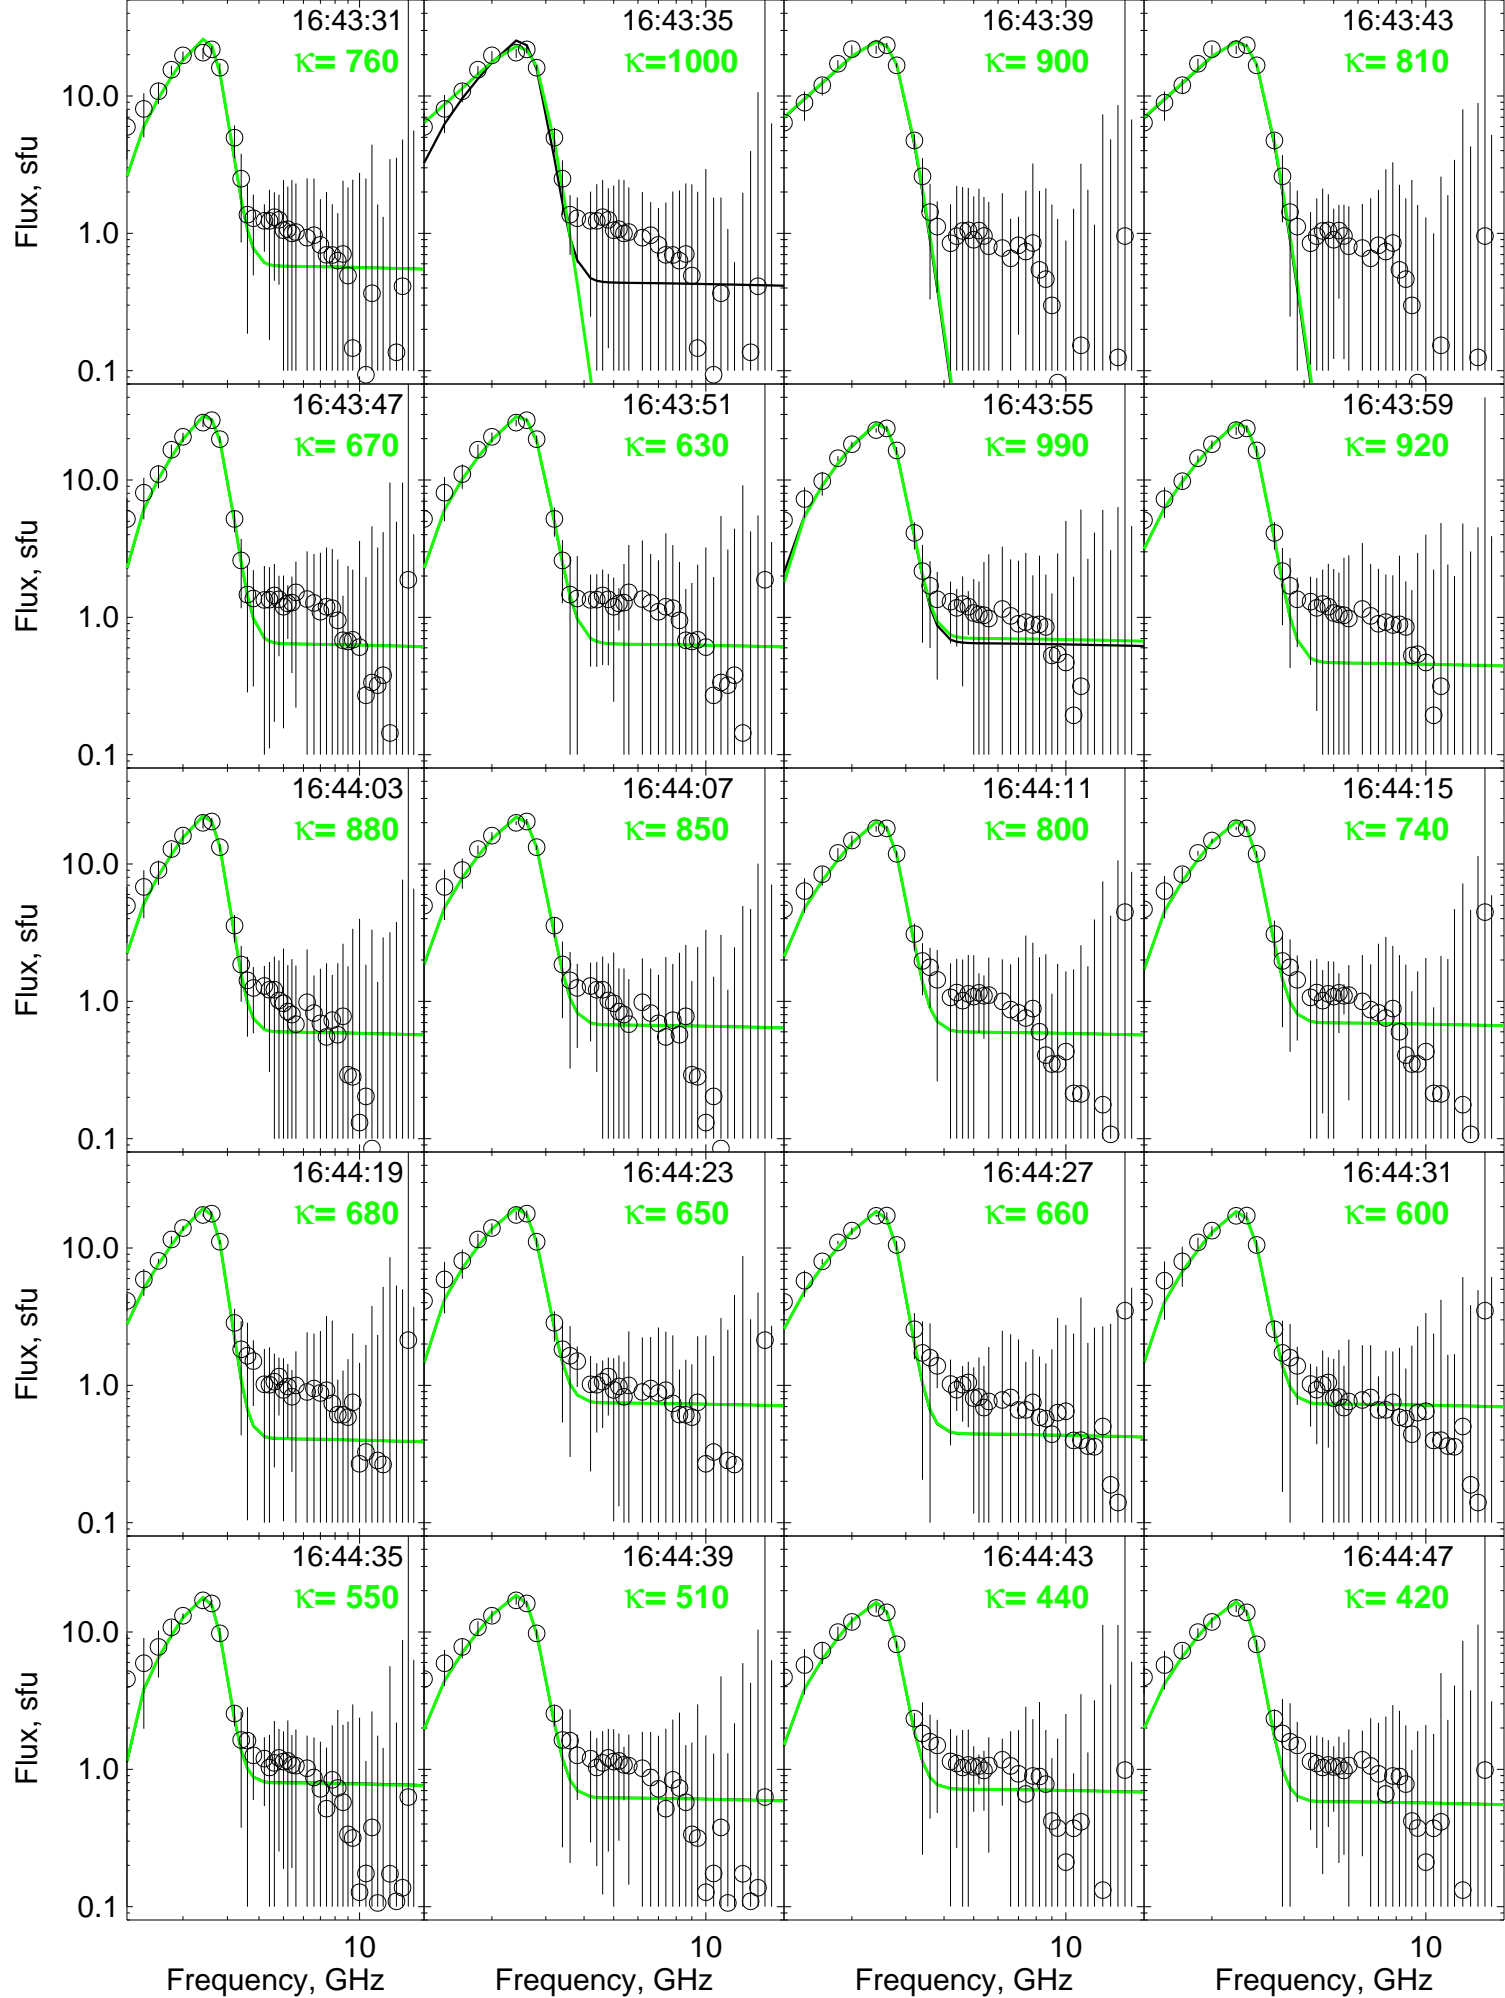 16:43:31 16:43:35 16:43:39 16:43:43
κ= 760 κ=1000 κ= 900 κ= 810
10.0
1.0
0.1
Flux, sfu
16:43:47 16:43:51 16:43:55 16:43:59
κ= 670 κ= 630 κ= 990 κ= 920
10.0
1.0
0.1
Flux, sfu
16:44:03 16:44:07 16:44:11 16:44:15
κ= 880 κ= 850 κ= 800 κ= 740
10.0
1.0
0.1
Flux, sfu
16:44:19 16:44:23 16:44:27 16:44:31
κ= 680 κ= 650 κ= 660 κ= 600
10.0
1.0
0.1
Flux, sfu
16:44:35 16:44:39 16:44:43 16:44:47
κ= 550 κ= 510 κ= 440 κ= 420
10.0
1.0
0.1
Flux, sfu
10 10 10 10
Frequency, GHz Frequency, GHz Frequency, GHz Frequency, GHz